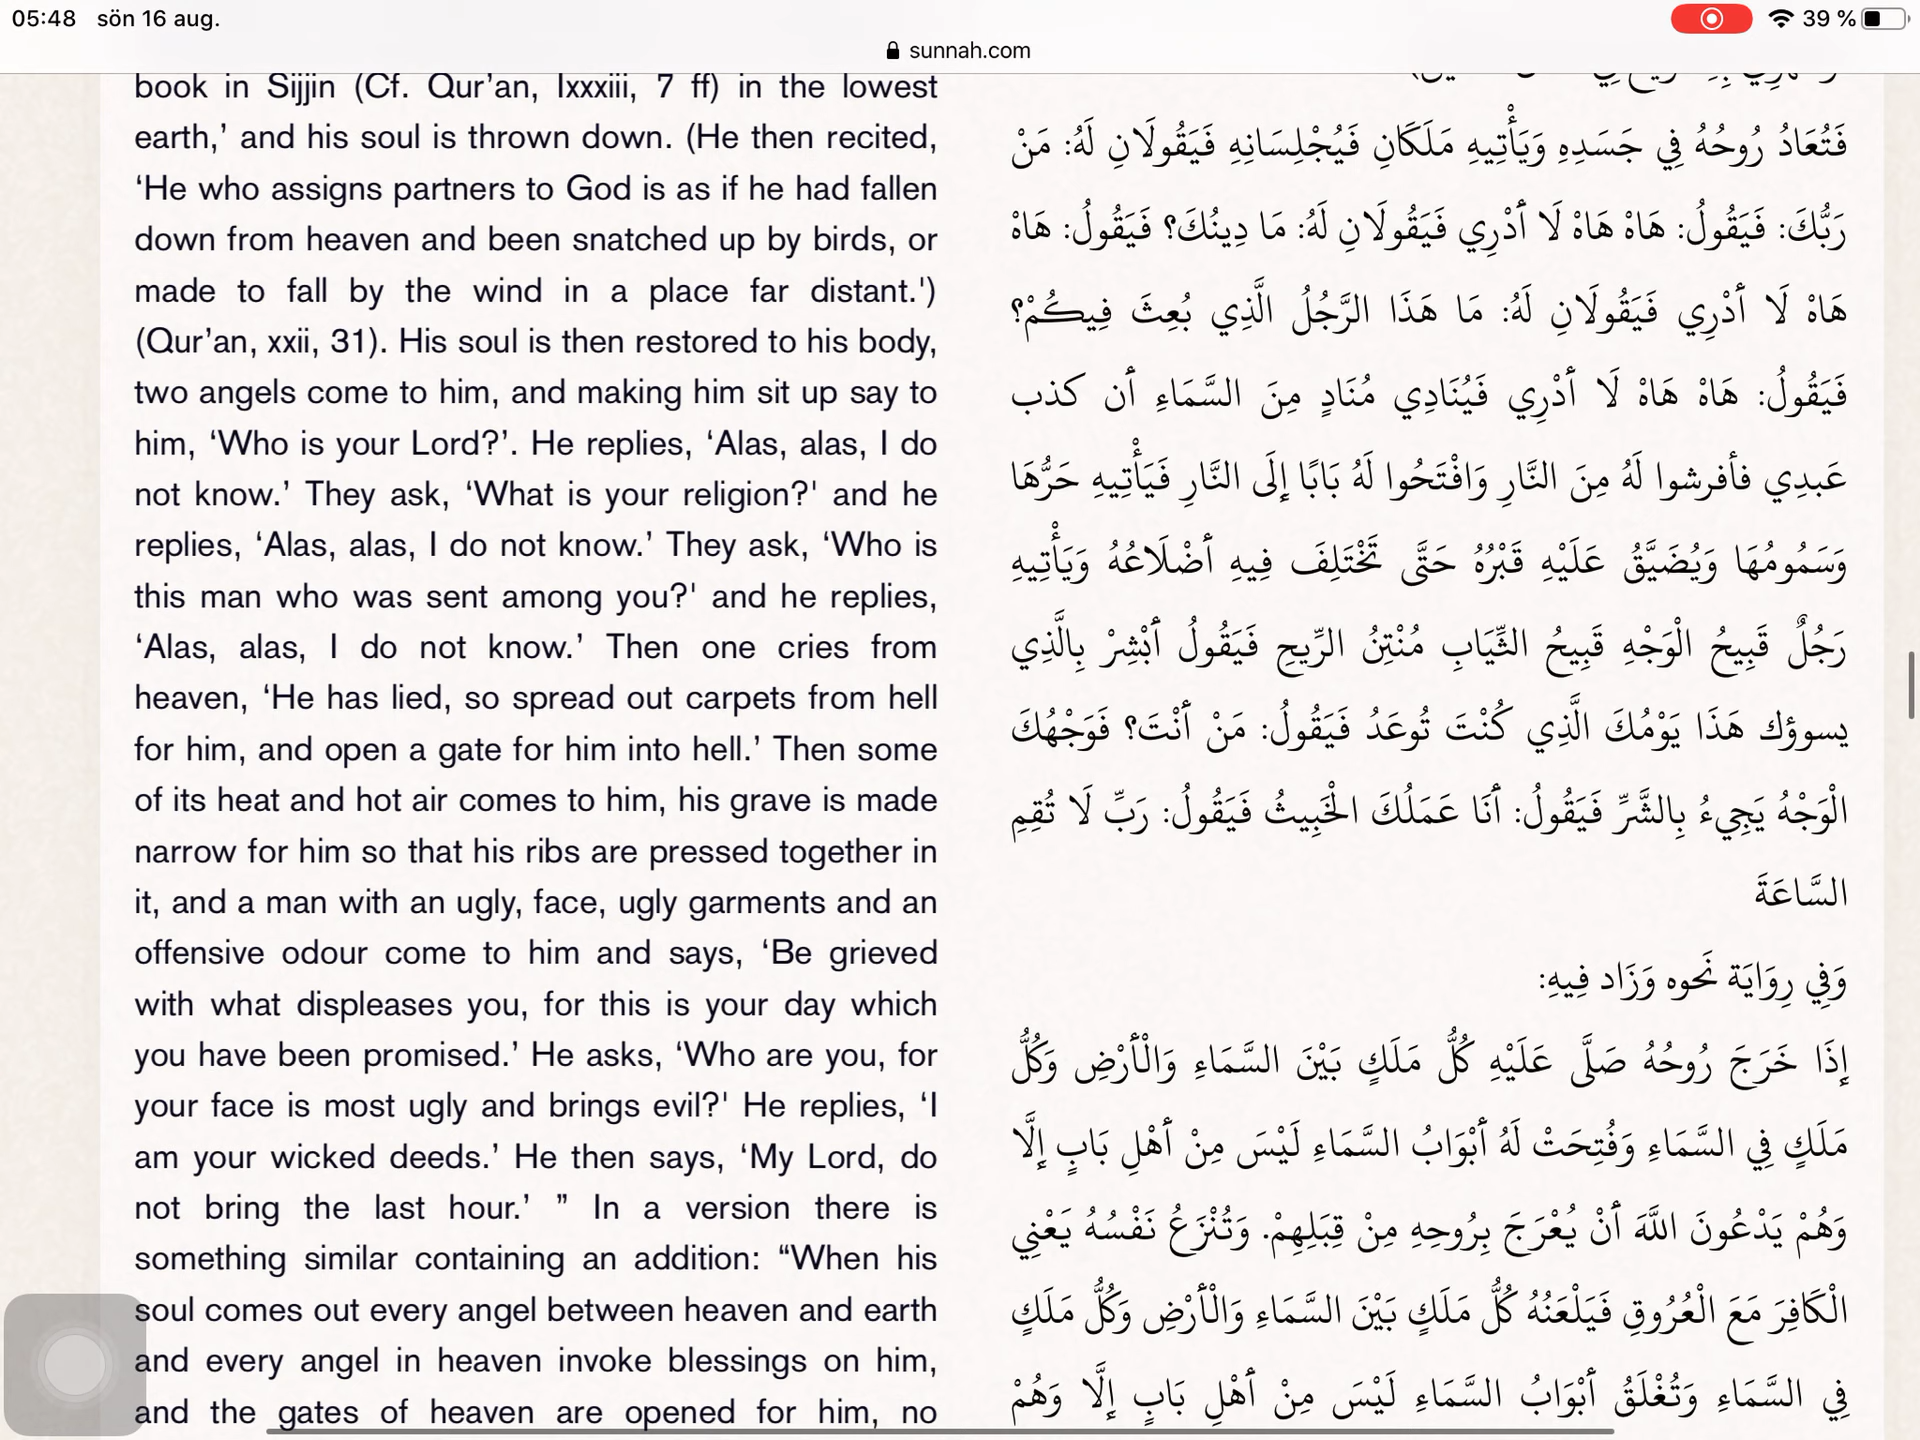 05:48 sön 16 aug.
39 %
sunnah.com
book in Sijjin (Cf. Qur’an, lxxxiii, 7 ff) in the lowest
earth,’ and his soul is thrown down. (He then recited,
‘He who assigns partners to God is as if he had fallen
down from heaven and been snatched up by birds, or
made to fall by the wind in a place far distant.')
(Qur’an, xxii, 31). His soul is then restored to his body,
two angels come to him, and making him sit up say to
him, ‘Who is your Lord?’. He replies, ‘Alas, alas, I do
not know.’ They ask, ‘What is your religion?' and he
replies, ‘Alas, alas, I do not know.’ They ask, ‘Who is
this man who was sent among you?' and he replies,
‘Alas, alas, I do not know.’ Then one cries from
heaven, ‘He has lied, so spread out carpets from hell
for him, and open a gate for him into hell.’ Then some
of its heat and hot air comes to him, his grave is made
narrow for him so that his ribs are pressed together in
it, and a man with an ugly, face, ugly garments and an
offensive odour come to him and says, ‘Be grieved
with what displeases you, for this is your day which
you have been promised.’ He asks, ‘Who are you, for
your face is most ugly and brings evil?' He replies, ‘I
am your wicked deeds.’ He then says, ‘My Lord, do
not bring the last hour.’ ” In a version there is
something similar containing an addition: “When his
soul comes out every angel between heaven and earth
and every angel in heaven invoke blessings on him,
and the gates of heaven are opened for him, no
فَتُعَادُ رُوحُهُ فِي جَسَدِهِ وَيَأْتِيهِ مَلَكَانِ فَيُجْلِسَانِهِ فَيَقُولَانِ لَهُ: مَنْ
رَبُّكَ: فَيَقُولُ: هَاهْ هَاهْ لَا أَدْرِي فَيَقُولَانِ لَهُ: مَا دِينُكَ؟ فَيَقُولُ: هَاهْ
هَاهْ لَا أَدْرِي فَيَقُولَانِ لَهُ: مَا هَذَا الرَّجُلُ الَّذِي بُعِثَ فِيكُمْ؟
فَيَقُولُ: هَاهْ هَاهْ لَا أَدْرِي فَيُنَادِي مُنَادٍ مِنَ السَّمَاءِ أَن كذب
عَبدِي فأفرشوا لَهُ مِنَ النَّارِ وَافْتَحُوا لَهُ بَابًا إِلَى النَّارِ فَيَأْتِيهِ حَرُّهَا
وَسَمُومُهَا وَيُضَيَّقُ عَلَيْهِ قَبْرُهُ حَتَّى تَخْتَلِفَ فِيهِ أَضْلَاعُهُ وَيَأْتِيهِ
رَجُلٌ قَبِيحُ الْوَجْهِ قَبِيحُ الثِّيَابِ مُنْتِنُ الرِّيحِ فَيَقُولُ أَبْشِرْ بِالَّذِي
يسوؤك هَذَا يَوْمُكَ الَّذِي كُنْتَ تُوعَدُ فَيَقُولُ: مَنْ أَنْتَ؟ فَوَجْهُكَ
الْوَجْهُ يَجِيءُ بِالشَّرِّ فَيَقُولُ: أَنَا عَمَلُكَ الْخَبِيثُ فَيَقُولُ: رَبِّ لَا تُقِمِ
السَّاعَةَ
وَفِي رِوَايَة نَحوه وَزَاد فِيهِ:
إِذَا خَرَجَ رُوحُهُ صَلَّى عَلَيْهِ كُلُّ مَلَكٍ بَيْنَ السَّمَاءِ وَالْأَرْضِ وَكُلُّ
مَلَكٍ فِي السَّمَاءِ وَفُتِحَتْ لَهُ أَبْوَابُ السَّمَاءِ لَيْسَ مِنْ أَهْلِ بَابٍ إِلَّا
وَهُمْ يَدْعُونَ اللَّهَ أَنْ يُعْرَجَ بِرُوحِهِ مِنْ قِبَلِهِمْ. وَتُنْزَعُ نَفْسُهُ يَعْنِي
الْكَافِرَ مَعَ الْعُرُوقِ فَيَلْعَنُهُ كُلُّ مَلَكٍ بَيْنَ السَّمَاءِ وَالْأَرْضِ وَكُلُّ مَلَكٍ
فِي السَّمَاءِ وَتُغْلَقُ أَبْوَابُ السَّمَاءِ لَيْسَ مِنْ أَهْلِ بَابٍ إِلَّا وَهُمْ